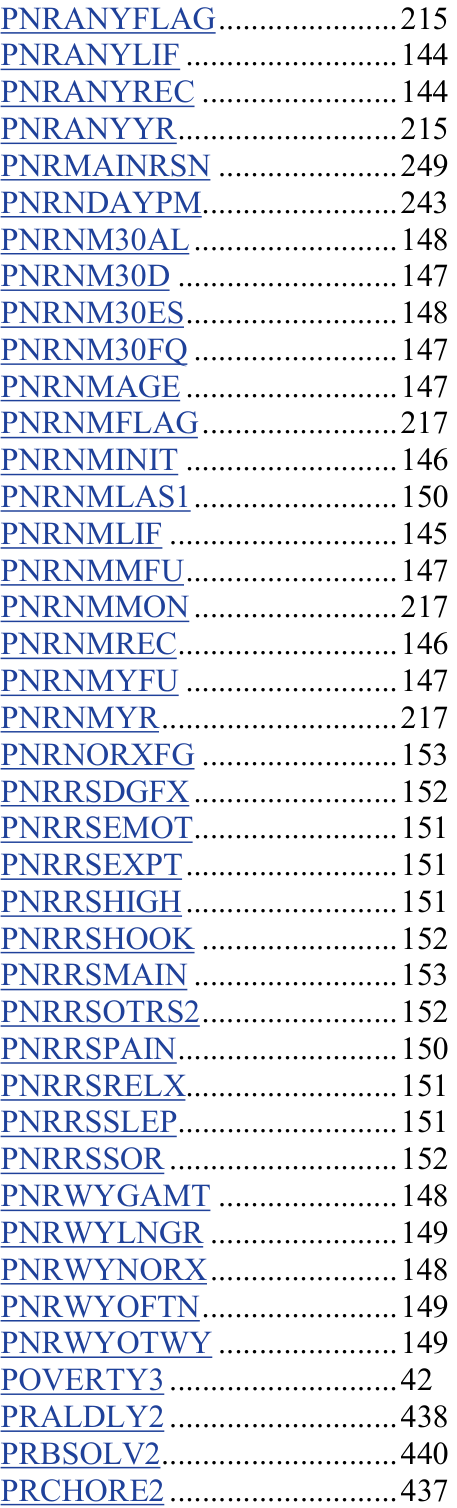 PNRANYFLAG........................215
PNRANYLIF ............................144
PNRANYREC .........................144
PNRANYYR............................215
PNRMAINRSN .......................249
PNRNDAYPM.........................243
PNRNM30AL..........................148
PNRNM30D ............................147
PNRNM30ES...........................148
PNRNM30FQ ..........................147
PNRNMAGE...........................147
PNRNMFLAG.........................217
PNRNMINIT ...........................146
PNRNMLAS1..........................150
PNRNMLIF .............................145
PNRNMMFU...........................147
PNRNMMON ..........................217
PNRNMREC............................146
PNRNMYFU ...........................147
PNRNMYR..............................217
PNRNORXFG .........................153
PNRRSDGFX ..........................152
PNRRSEMOT..........................151
PNRRSEXPT...........................151
PNRRSHIGH...........................151
PNRRSHOOK .........................152
PNRRSMAIN ..........................153
PNRRSOTRS2.........................152
PNRRSPAIN............................150
PNRRSRELX...........................151
PNRRSSLEP............................151
PNRRSSOR .............................152
PNRWYGAMT .......................148
PNRWYLNGR ........................149
PNRWYNORX........................148
PNRWYOFTN.........................149
PNRWYOTWY .......................149
POVERTY3 .............................42
PRALDLY2 .............................438
PRBSOLV2..............................440
PRCHORE2 .............................437